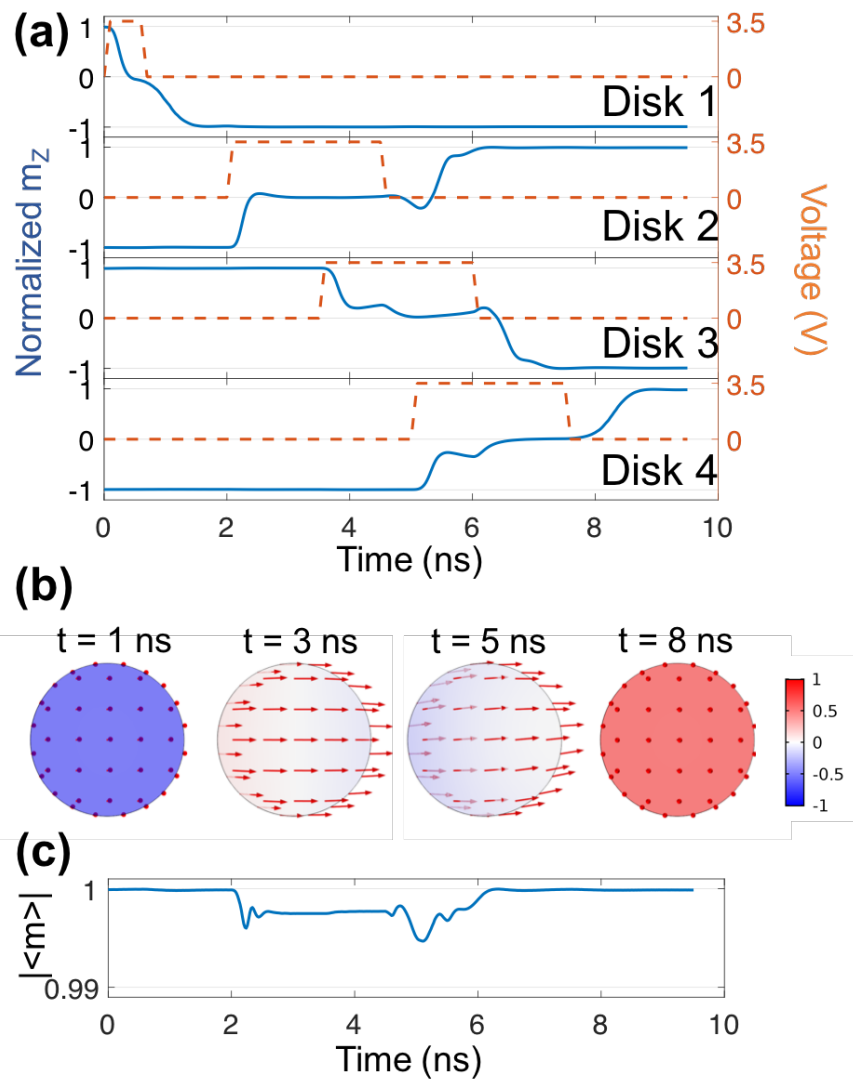 (a)
Normalized m_Z
Voltage (V)
1
0
-1
3.5
0
Disk 1
1
0
-1
3.5
0
Disk 2
1
0
-1
3.5
0
Disk 3
1
0
-1
3.5
0
Disk 4
0 2 4 6 8 10
Time (ns)
(b)
t = 1 ns t = 3 ns t = 5 ns t = 8 ns
1
0.5
0
-0.5
-1
(c)
|<m>|
1
0.99
0 2 4 6 8 10
Time (ns)